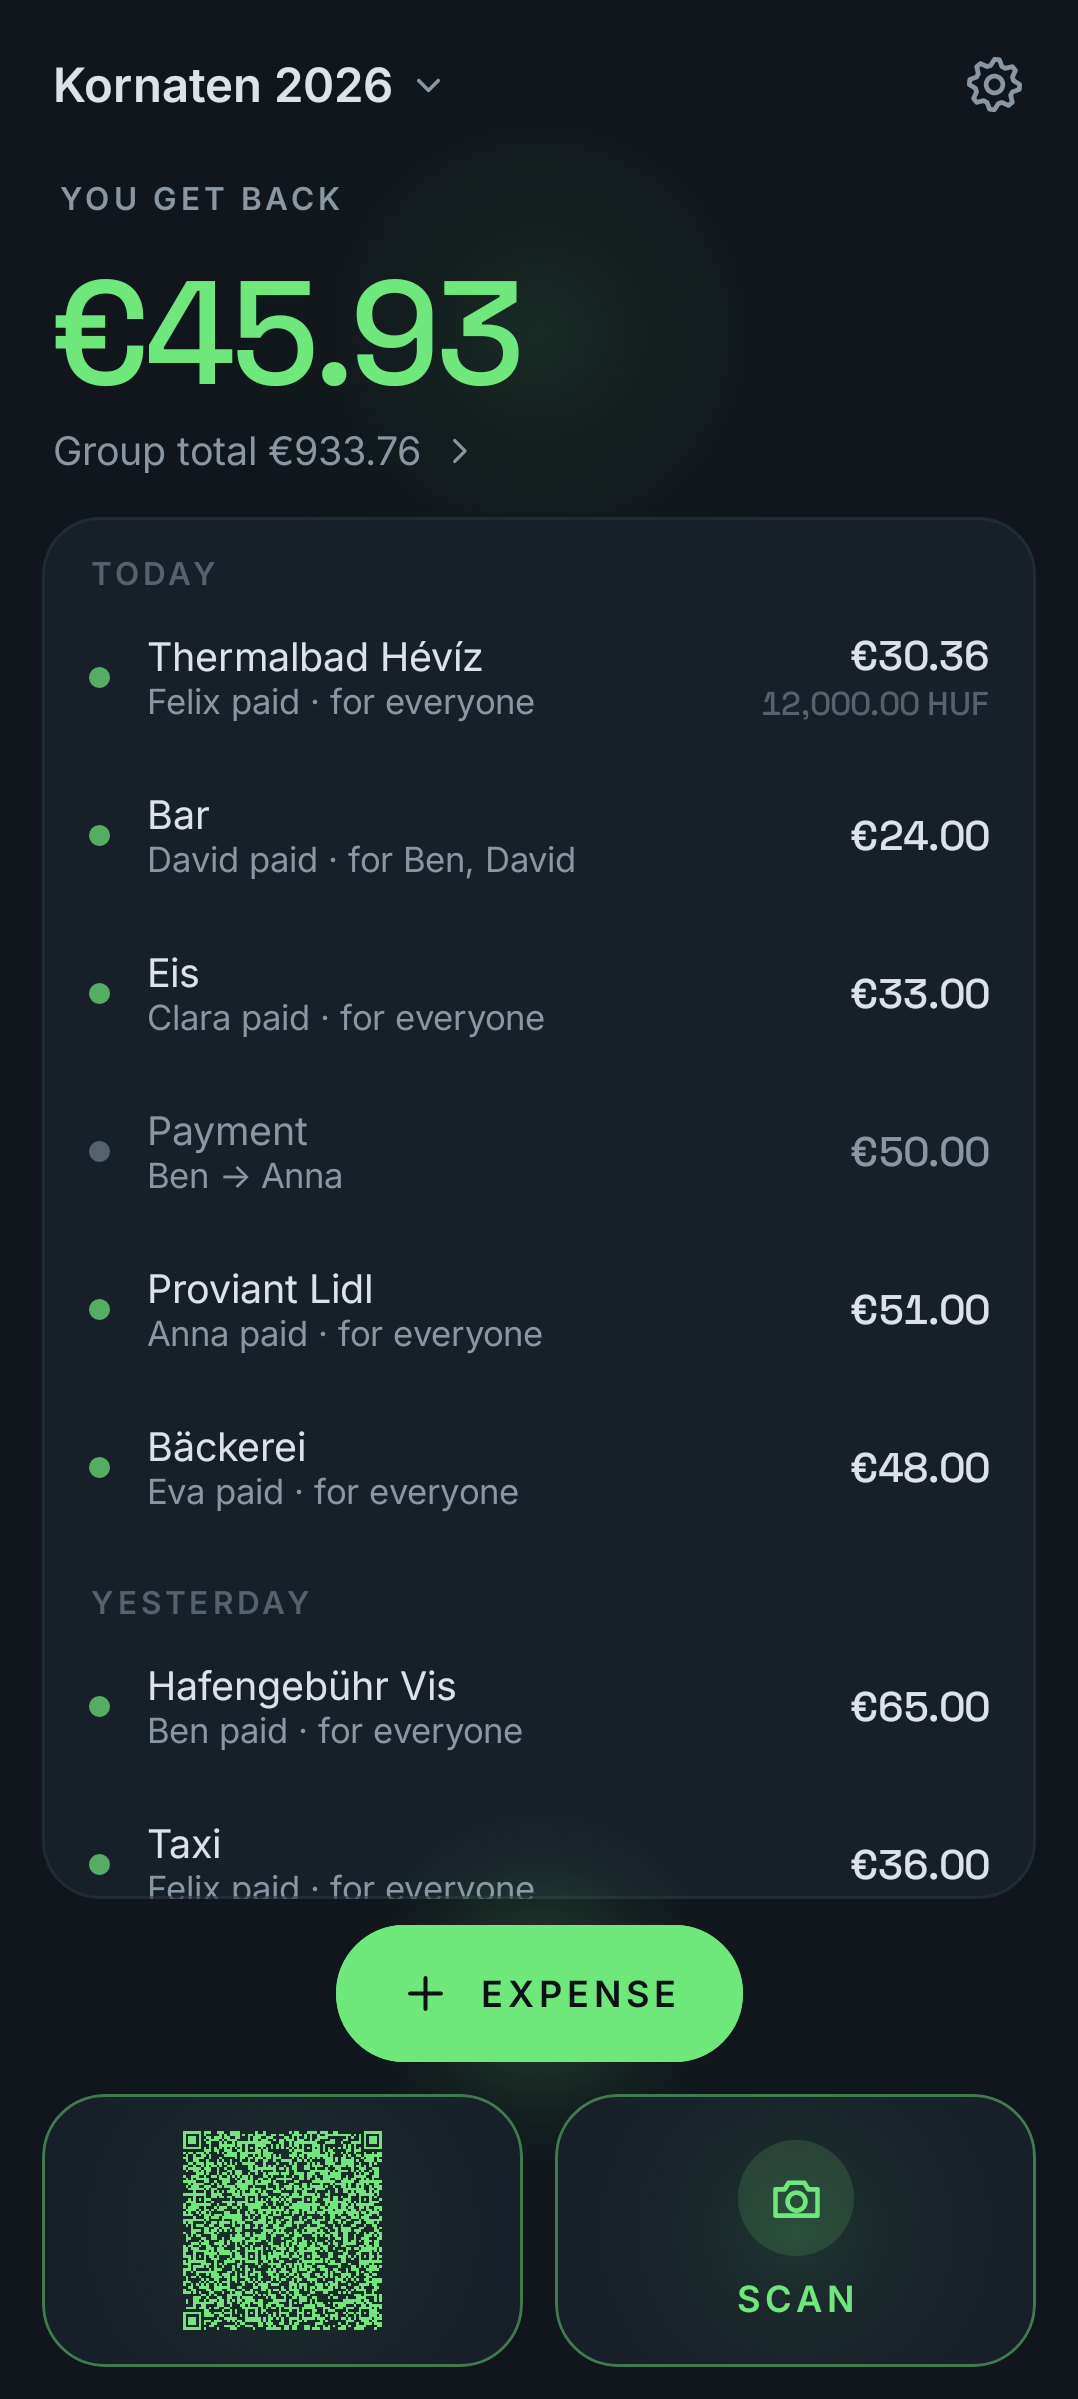 Kornaten 2026
YOU GET BACK
€45.93
Group total €933.76
TODAY
Thermalbad Hévíz €30.36
Felix paid · for everyone 12,000.00 HUF
Bar €24.00
David paid · for Ben, David
Eis €33.00
Clara paid · for everyone
Payment €50.00
Ben → Anna
Proviant Lidl €51.00
Anna paid · for everyone
Bäckerei €48.00
Eva paid · for everyone
YESTERDAY
Hafengebühr Vis €65.00
Ben paid · for everyone
Taxi €36.00
Felix paid · for everyone
+ EXPENSE
SCAN